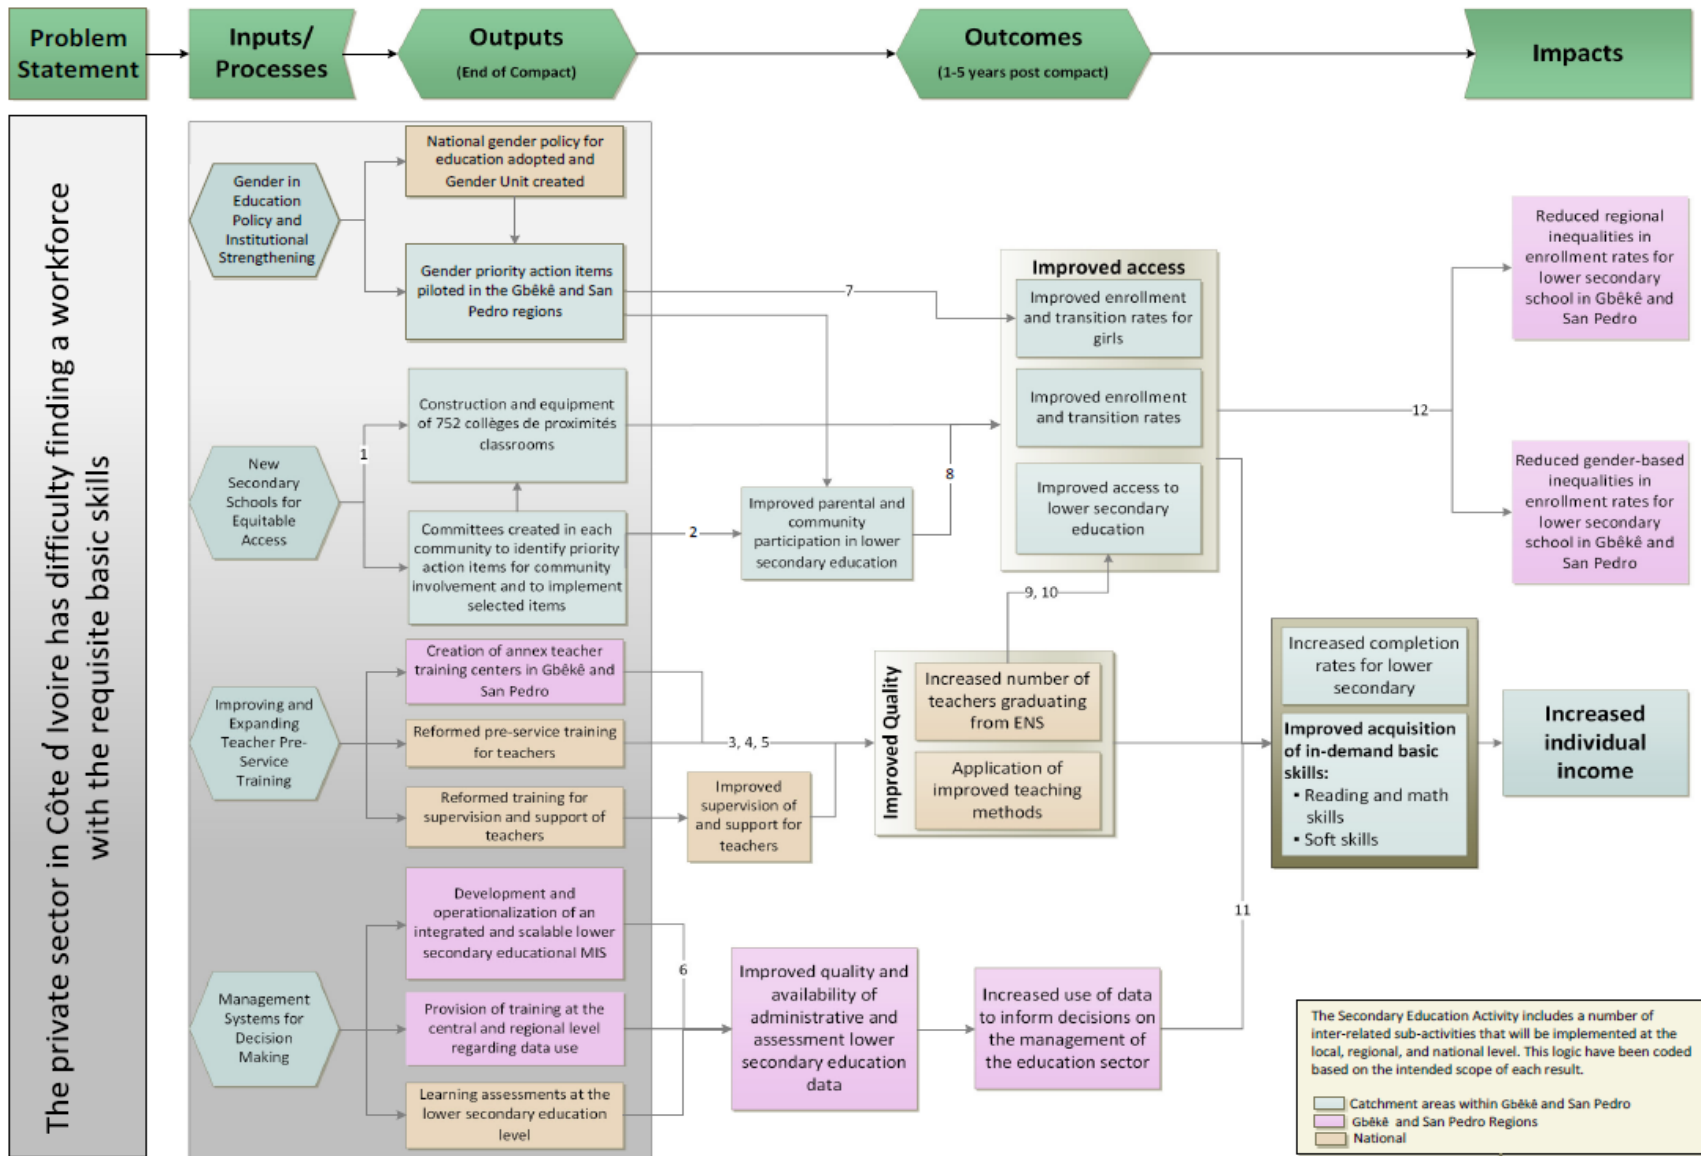 Problem
Statement
Inputs/
Processes
Outputs
(End of Compact)
Outcomes
(1-5 years post compact)
Impacts
The private sector in Côte d'Ivoire has difficulty finding a workforce
with the requisite basic skills
Gender in
Education
Policy and
Institutional
Strengthening
National gender policy for
education adopted and
Gender Unit created
Gender priority action items
piloted in the Gbêkê and San
Pedro regions
7
Improved access
Improved enrollment
and transition rates for
girls
Improved enrollment
and transition rates
Improved access to
lower secondary
education
12
Reduced regional
inequalities in
enrollment rates for
lower secondary
school in Gbêkê and
San Pedro
Reduced gender-based
inequalities in
enrollment rates for
lower secondary
school in Gbêkê and
San Pedro
New
Secondary
Schools for
Equitable
Access
1
Construction and equipment
of 752 collèges de proximités
classrooms
Committees created in each
community to identify priority
action items for community
involvement and to implement
selected items
2
Improved parental and
community
participation in lower
secondary education
8
9, 10
Improving and
Expanding
Teacher Pre-
Service
Training
Creation of annex teacher
training centers in Gbêkê and
San Pedro
Reformed pre-service training
for teachers
Reformed training for
supervision and support of
teachers
3, 4, 5
Improved
supervision of
and support for
teachers
Improved Quality
Increased number of
teachers graduating
from ENS
Application of
improved teaching
methods
Increased completion
rates for lower
secondary
Improved acquisition
of in-demand basic
skills:
▪ Reading and math
skills
▪ Soft skills
Increased
individual
income
Management
Systems for
Decision
Making
Development and
operationalization of an
integrated and scalable lower
secondary educational MIS
Provision of training at the
central and regional level
regarding data use
Learning assessments at the
lower secondary education
level
6
Improved quality and
availability of
administrative and
assessment lower
secondary education
data
Increased use of data
to inform decisions on
the management of
the education sector
11
The Secondary Education Activity includes a number of
inter-related sub-activities that will be implemented at the
local, regional, and national level. This logic have been coded
based on the intended scope of each result.
Catchment areas within Gbêkê and San Pedro
Gbêkê and San Pedro Regions
National